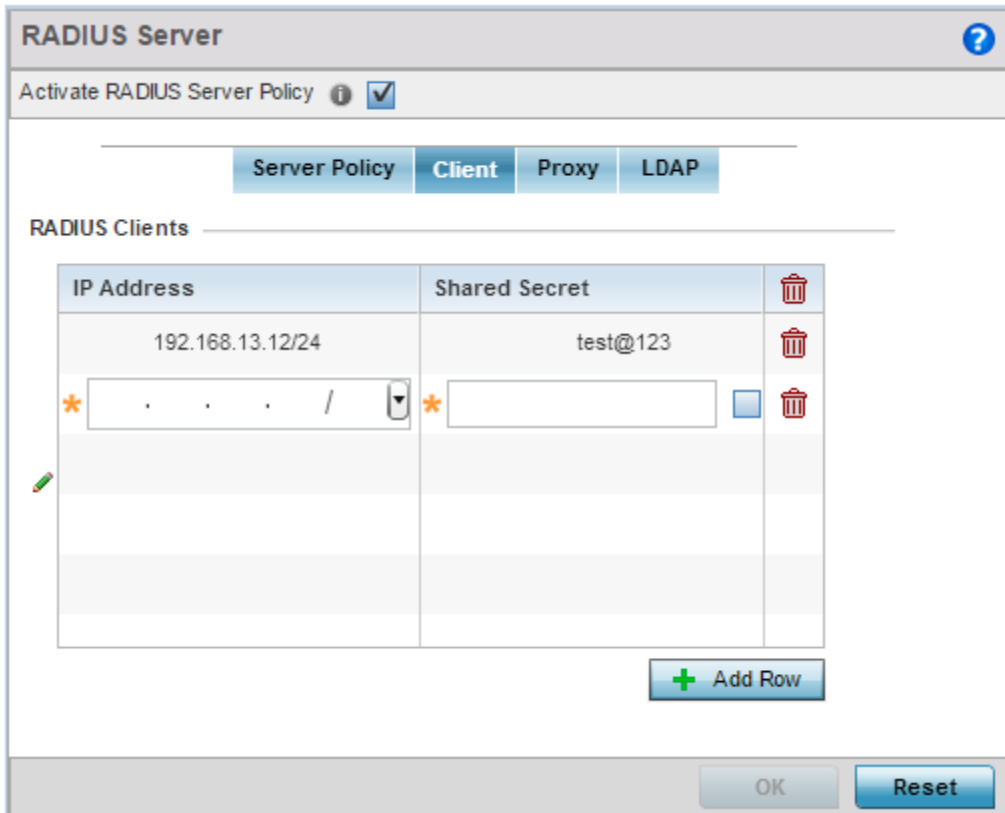 RADIUS Server ?
Activate RADIUS Server Policy i
Server Policy Client Proxy LDAP
RADIUS Clients
IP Address Shared Secret
192.168.13.12/24 test@123
* . . . / *
+ Add Row
OK Reset